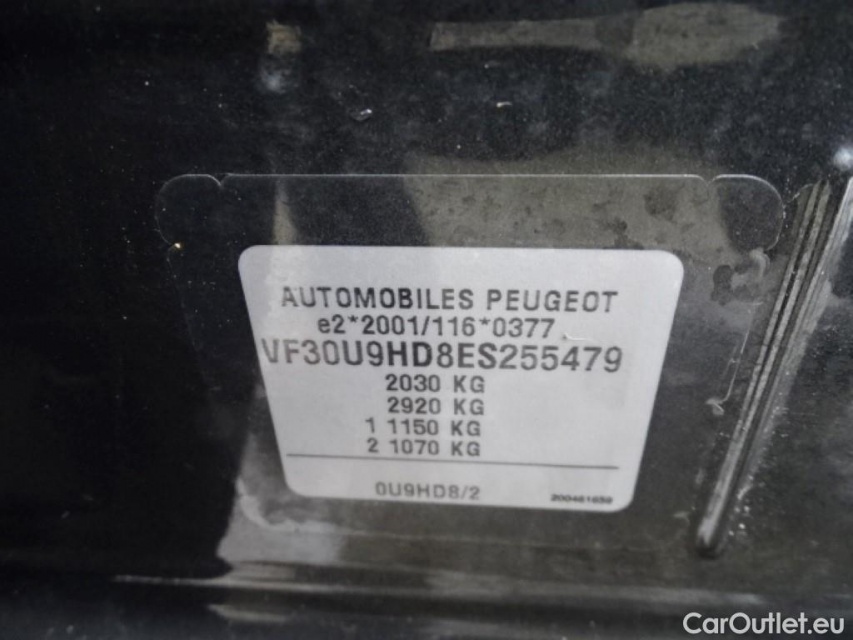 AUTOMOBILES PEUGEOT
e2*2001/116*0377
VF30U9HD8ES255479
2030 KG
2920 KG
1 1150 KG
2 1070 KG
0U9HD8/2
200461659
CarOutlet.eu